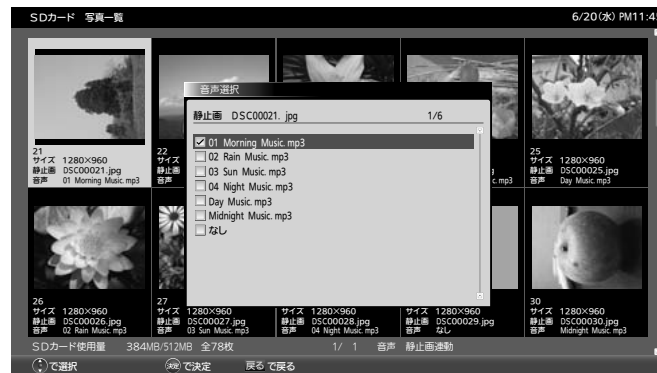 SDカード 写真一覧
6/20(水) PM11:45
音声選択
静止画 DSC00021. jpg 1/6
01 Morning Music. mp3
02 Rain Music. mp3
03 Sun Music. mp3
04 Night Music. mp3
Day Music. mp3
Midnight Music. mp3
なし
21
サイズ 1280×960
静止画 DSC00021.jpg
音声 01 Morning Music. mp3
22
サイズ
静止画
音声
c. mp3
25
サイズ 1280×960
静止画 DSC00025.jpg
音声 Day Music. mp3
26
サイズ 1280×960
静止画 DSC00026.jpg
音声 02 Rain Music. mp3
27
サイズ 1280×960
静止画 DSC00027.jpg
音声 03 Sun Music. mp3
サイズ 1280×960
静止画 DSC00028.jpg
音声 04 Night Music. mp3
サイズ 1280×960
静止画 DSC00029.jpg
音声 なし
30
サイズ 1280×960
静止画 DSC00030.jpg
音声 Midnight Music. mp3
SDカード使用量 384MB/512MB 全78枚 1/ 1 音声 静止画連動
で選択 決定 で決定 戻る で戻る